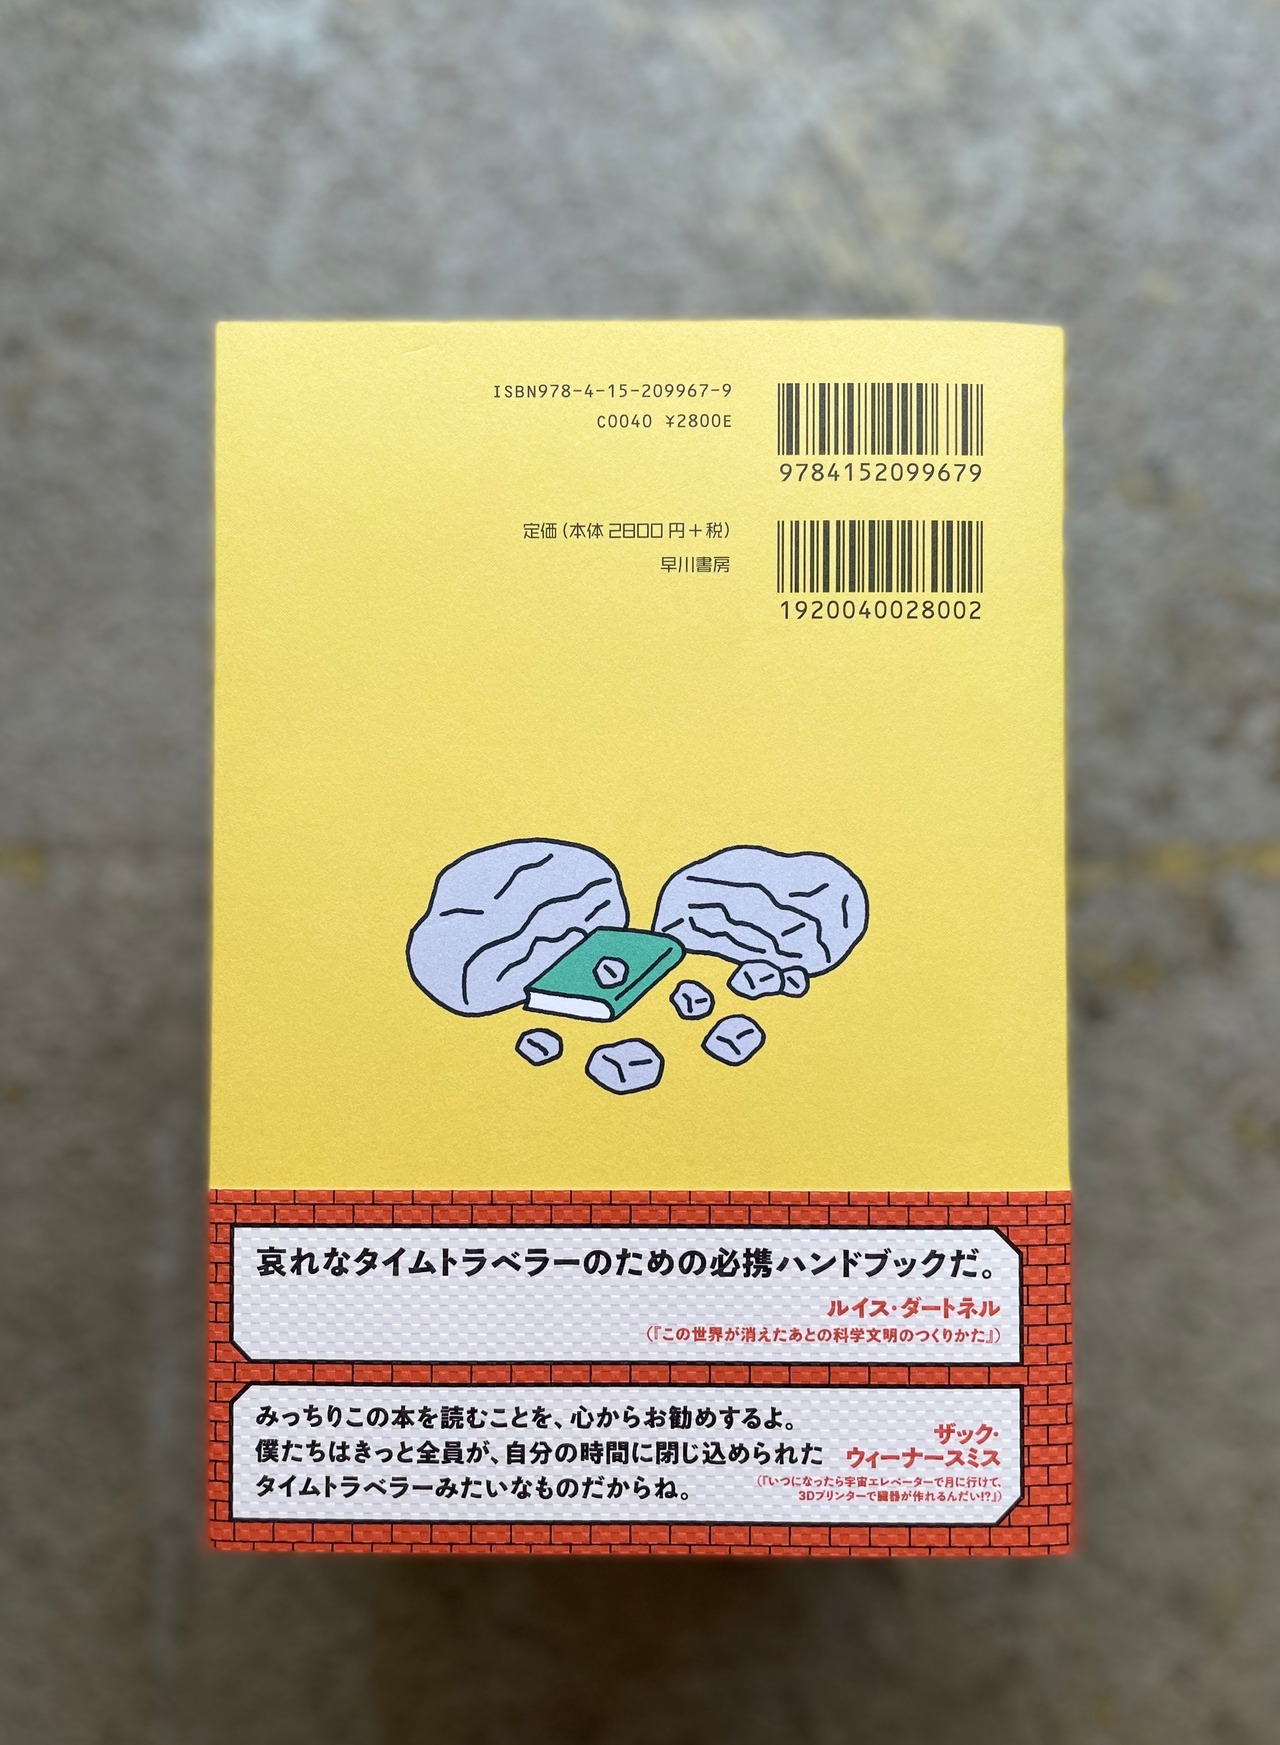 ISBN978-4-15-209967-9
C0040 ¥2800E
9784152099679
定価(本体2800円+税)
早川書房
1920040028002
哀れなタイムトラベラーのための必携ハンドブックだ。
ルイス・ダートネル
(『この世界が消えたあとの科学文明のつくりかた』)
みっちりこの本を読むことを、心からお勧めするよ。
僕たちはきっと全員が、自分の時間に閉じ込められた
タイムトラベラーみたいなものだからね。
ザック・
ウィーナースミス
(『いつになったら宇宙エレベーターで月に行けて、
3Dプリンターで臓器が作れるんだい!?』)